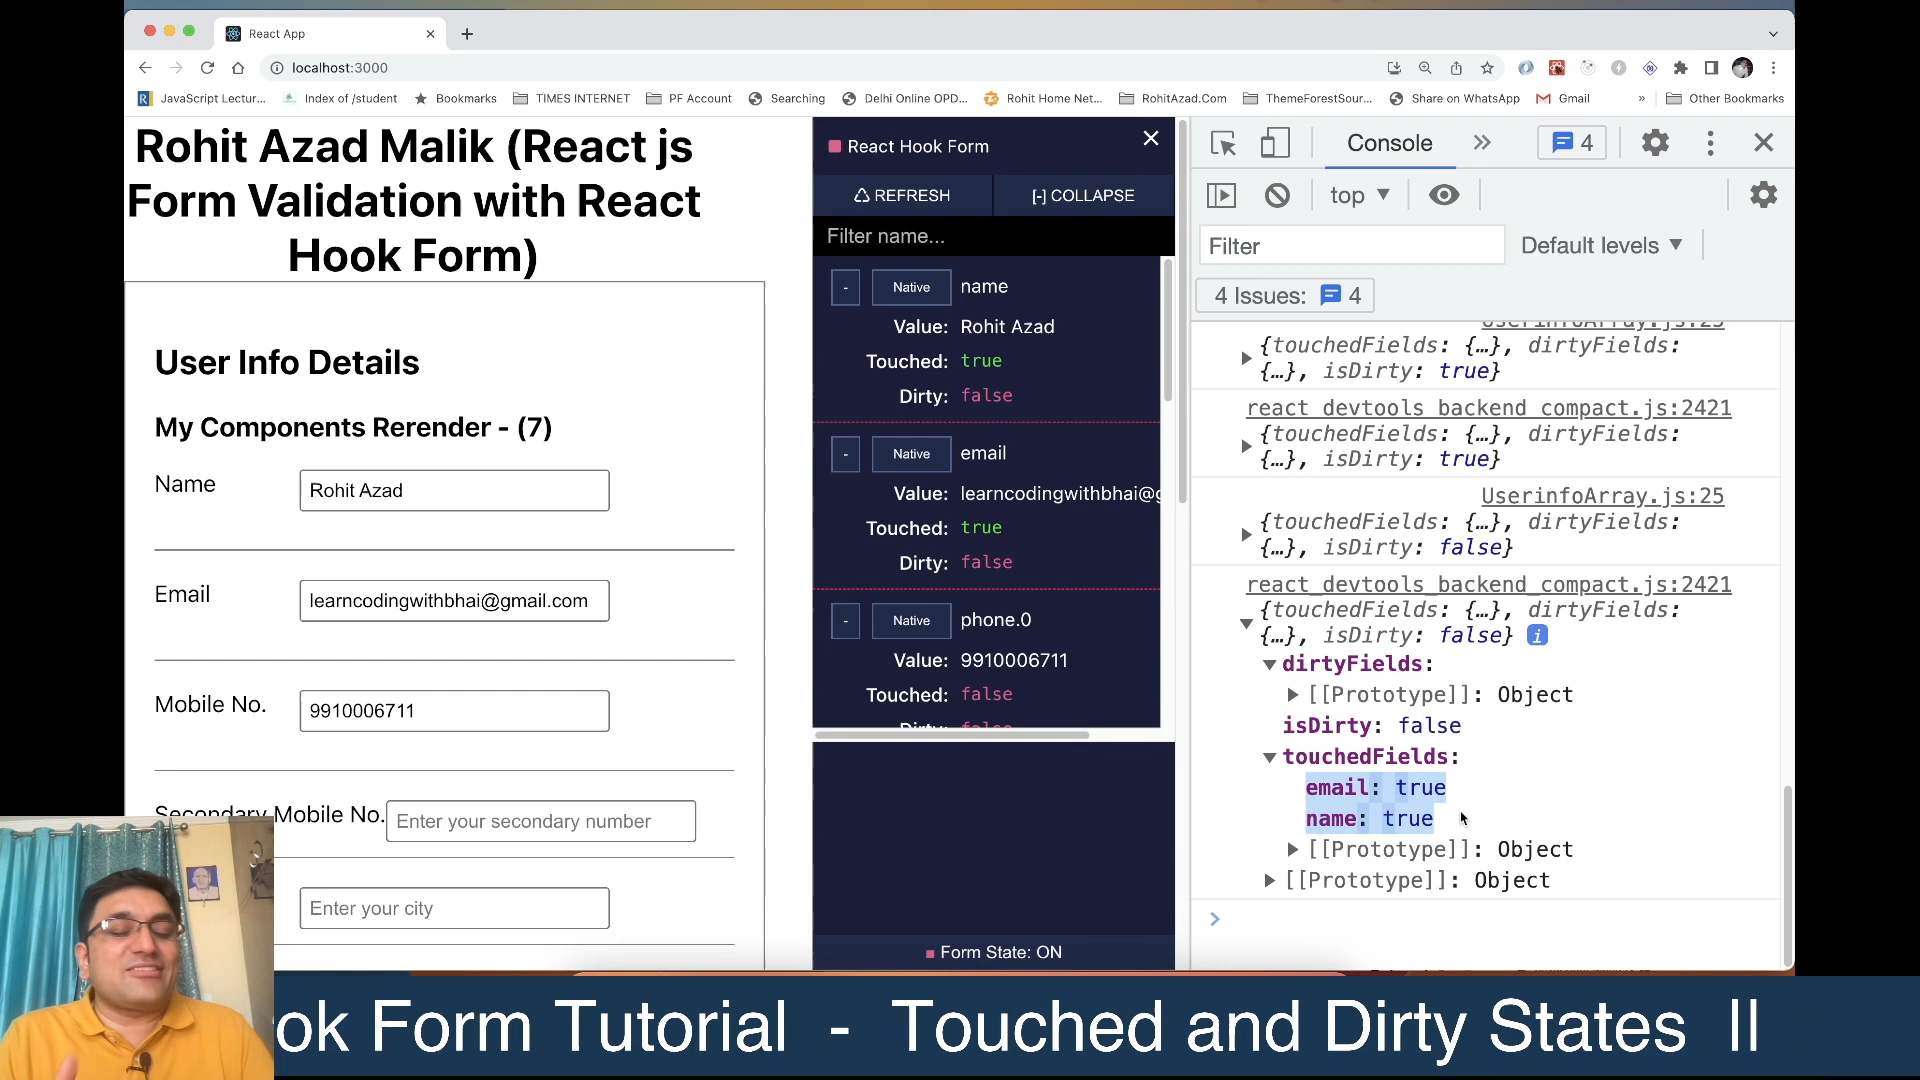 React App
localhost:3000
JavaScript Lectur...
Index of /student
Bookmarks
TIMES INTERNET
PF Account
Searching
Delhi Online OPD...
Rohit Home Net...
RohitAzad.Com
ThemeForestSour...
Share on WhatsApp
Gmail
»
Other Bookmarks
Rohit Azad Malik (React js
Form Validation with React
Hook Form)
User Info Details
My Components Rerender - (7)
Name
Rohit Azad
Email
learncodingwithbhai@gmail.com
Mobile No.
9910006711
Secondary Mobile No.
Enter your secondary number
Enter your city
React Hook Form
REFRESH
[-] COLLAPSE
Filter name...
- Native name
Value: Rohit Azad
Touched: true
Dirty: false
- Native email
Value: learncodingwithbhai@g
Touched: true
Dirty: false
- Native phone.0
Value: 9910006711
Touched: false
Dirty: false
Form State: ON
Console
4
top
Filter
Default levels
4 Issues: 4
UserinfoArray.js:25
{touchedFields: {…}, dirtyFields:
{…}, isDirty: true}
react_devtools_backend_compact.js:2421
{touchedFields: {…}, dirtyFields:
{…}, isDirty: true}
UserinfoArray.js:25
{touchedFields: {…}, dirtyFields:
{…}, isDirty: false}
react_devtools_backend_compact.js:2421
{touchedFields: {…}, dirtyFields:
{…}, isDirty: false} i
dirtyFields:
[[Prototype]]: Object
isDirty: false
touchedFields:
email: true
name: true
[[Prototype]]: Object
[[Prototype]]: Object
ok Form Tutorial - Touched and Dirty States II